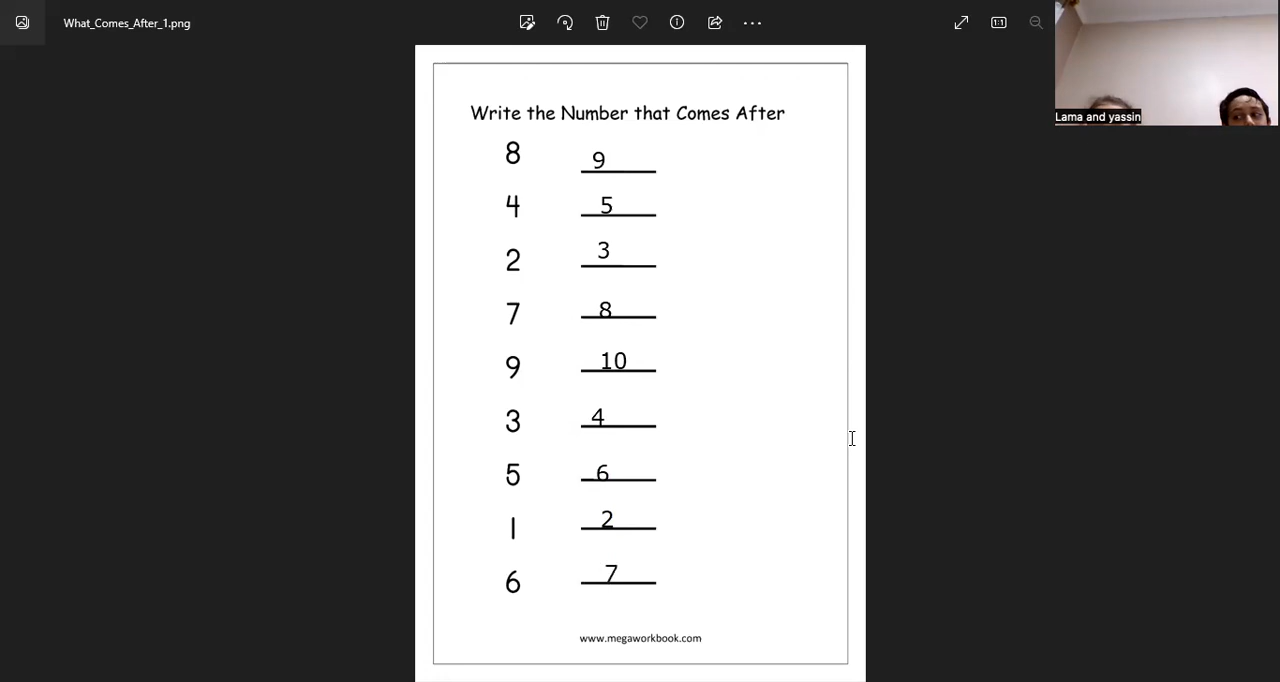 What_Comes_After_1.png
Lama and yassin
Write the Number that Comes After
8 9
4 5
2 3
7 8
9 10
3 4
5 6
1 2
6 7
www.megaworkbook.com